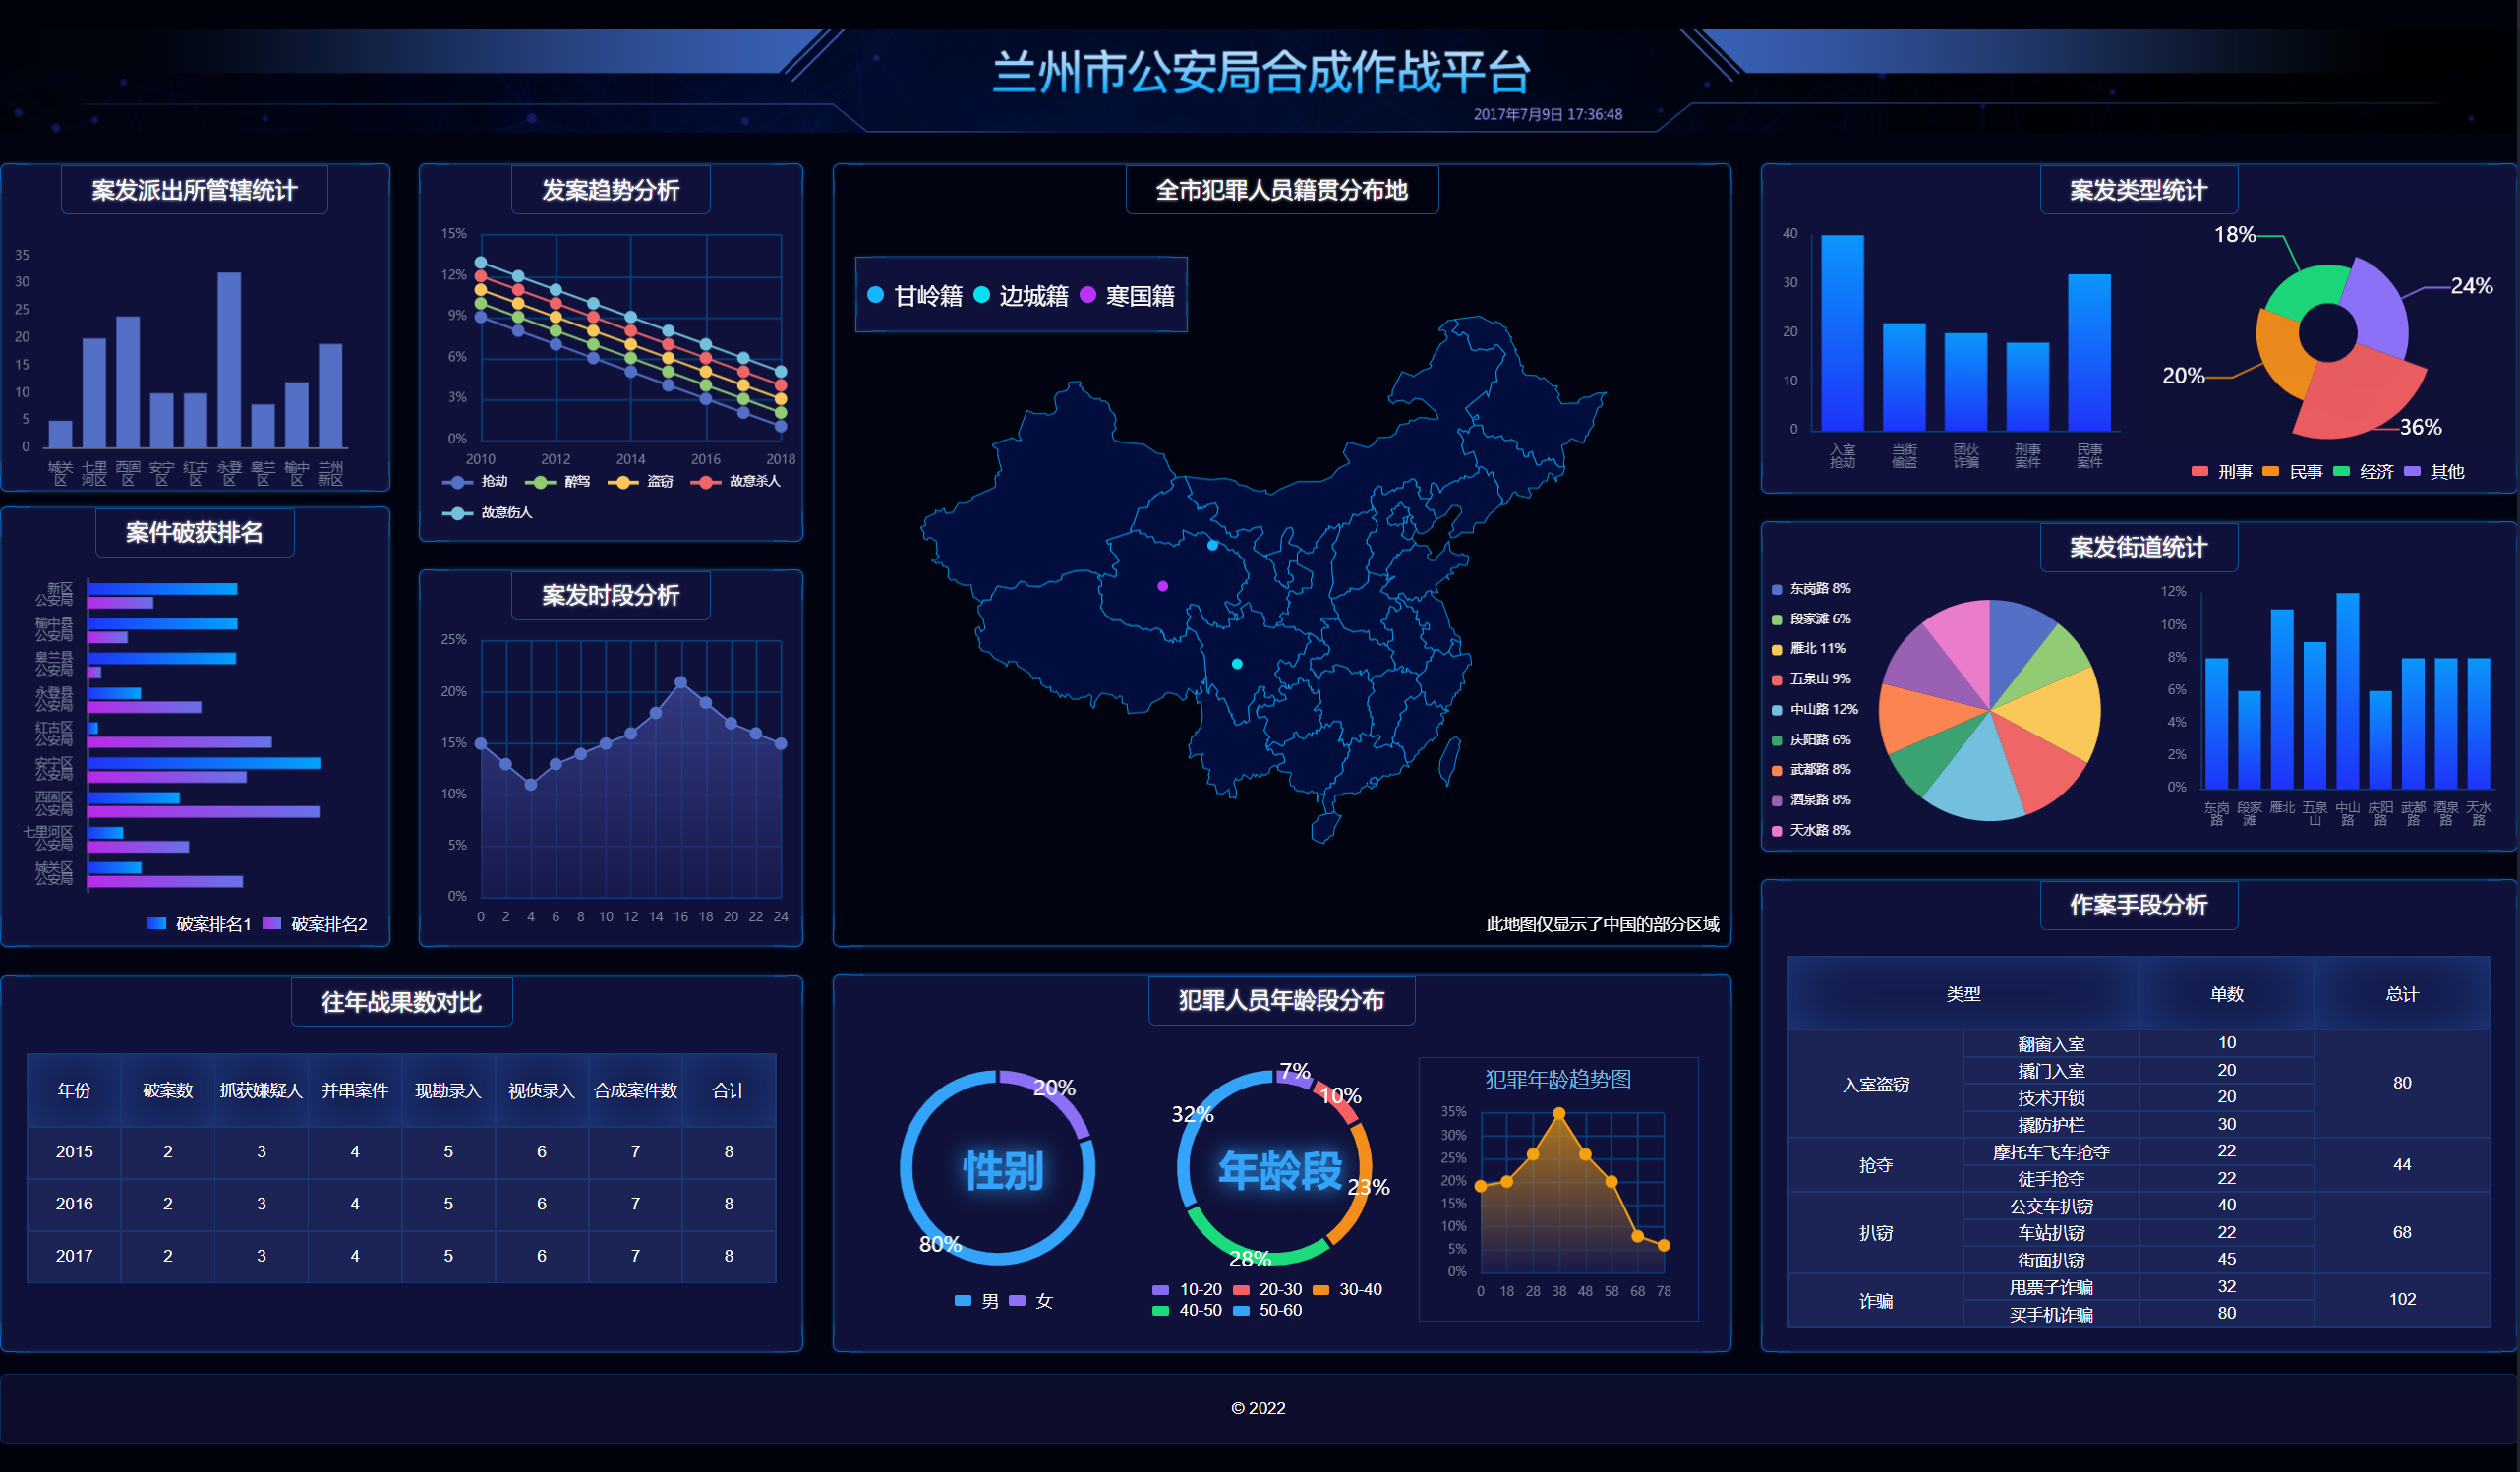 兰州市公安局合成作战平台
2017年7月9日 17:36:48
案发派出所管辖统计
35
30
25
20
15
10
5
0
城关区
七里河区
西固区
安宁区
红古区
永登区
皋兰区
榆中区
兰州新区
发案趋势分析
15%
12%
9%
6%
3%
0%
2010 2012 2014 2016 2018
抢劫 醉驾 盗窃 故意杀人
故意伤人
全市犯罪人员籍贯分布地
甘岭籍 边城籍 寒国籍
此地图仅显示了中国的部分区域
案发类型统计
40
30
20
10
0
入室抢劫
当街偷盗
团伙诈骗
刑事案件
民事案件
18%
24%
20%
36%
刑事 民事 经济 其他
案件破获排名
新区公安局
榆中县公安局
皋兰县公安局
永登县公安局
红古区公安局
安宁区公安局
西固区公安局
七里河区公安局
城关区公安局
破案排名1 破案排名2
案发时段分析
25%
20%
15%
10%
5%
0%
0 2 4 6 8 10 12 14 16 18 20 22 24
案发街道统计
东岗路 8%
段家滩 6%
雁北 11%
五泉山 9%
中山路 12%
庆阳路 6%
武都路 8%
酒泉路 8%
天水路 8%
12%
10%
8%
6%
4%
2%
0%
东岗路
段家滩
雁北
五泉山
中山路
庆阳路
武都路
酒泉路
天水路
往年战果数对比
年份 破案数 抓获嫌疑人 并串案件 现勘录入 视侦录入 合成案件数 合计
2015 2 3 4 5 6 7 8
2016 2 3 4 5 6 7 8
2017 2 3 4 5 6 7 8
犯罪人员年龄段分布
20%
性别
80%
男 女
7%
10%
32%
年龄段
23%
28%
10-20 20-30 30-40
40-50 50-60
犯罪年龄趋势图
35%
30%
25%
20%
15%
10%
5%
0%
0 18 28 38 48 58 68 78
作案手段分析
类型 单数 总计
入室盗窃 翻窗入室 10 80
撬门入室 20
技术开锁 20
撬防护栏 30
抢夺 摩托车飞车抢夺 22 44
徒手抢夺 22
扒窃 公交车扒窃 40 68
车站扒窃 22
街面扒窃 45
诈骗 甩票子诈骗 32 102
买手机诈骗 80
© 2022